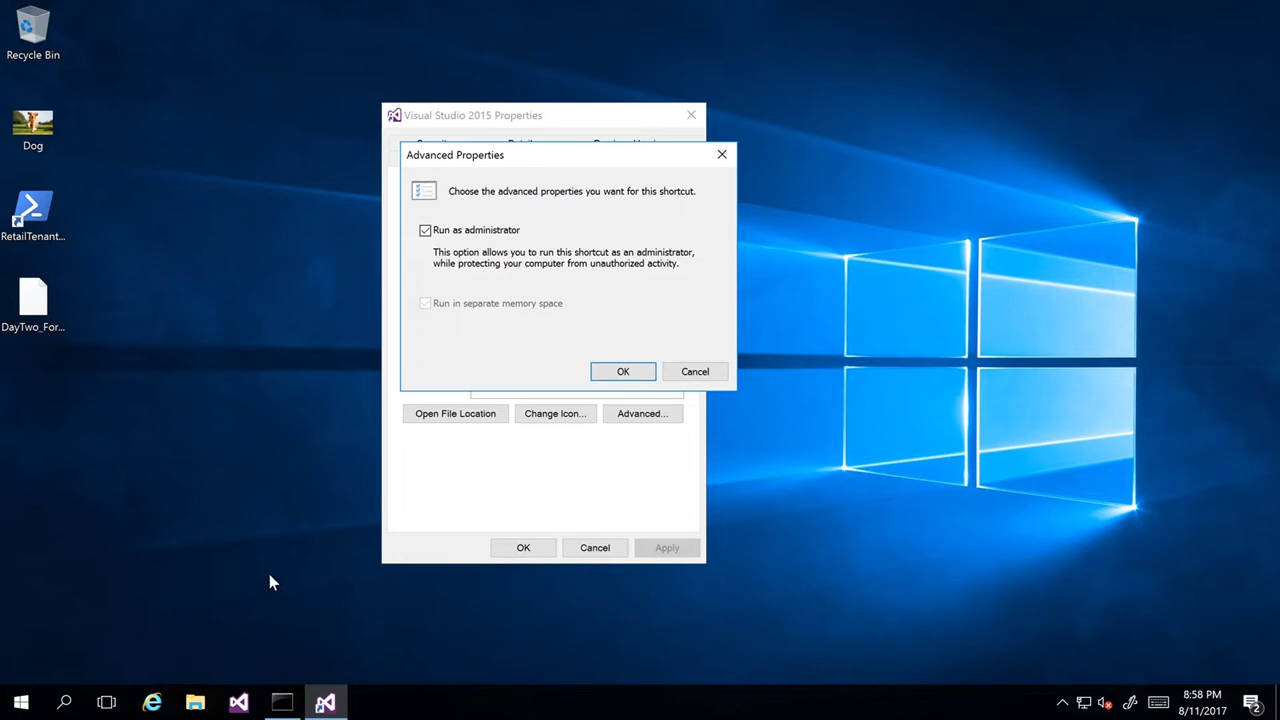 Recycle Bin
Dog
RetailTenant...
DayTwo_For...
Visual Studio 2015 Properties
Advanced Properties
Choose the advanced properties you want for this shortcut.
Run as administrator
This option allows you to run this shortcut as an administrator,
while protecting your computer from unauthorized activity.
Run in separate memory space
OK Cancel
Open File Location Change Icon... Advanced...
OK Cancel Apply
8:58 PM
8/11/2017
2